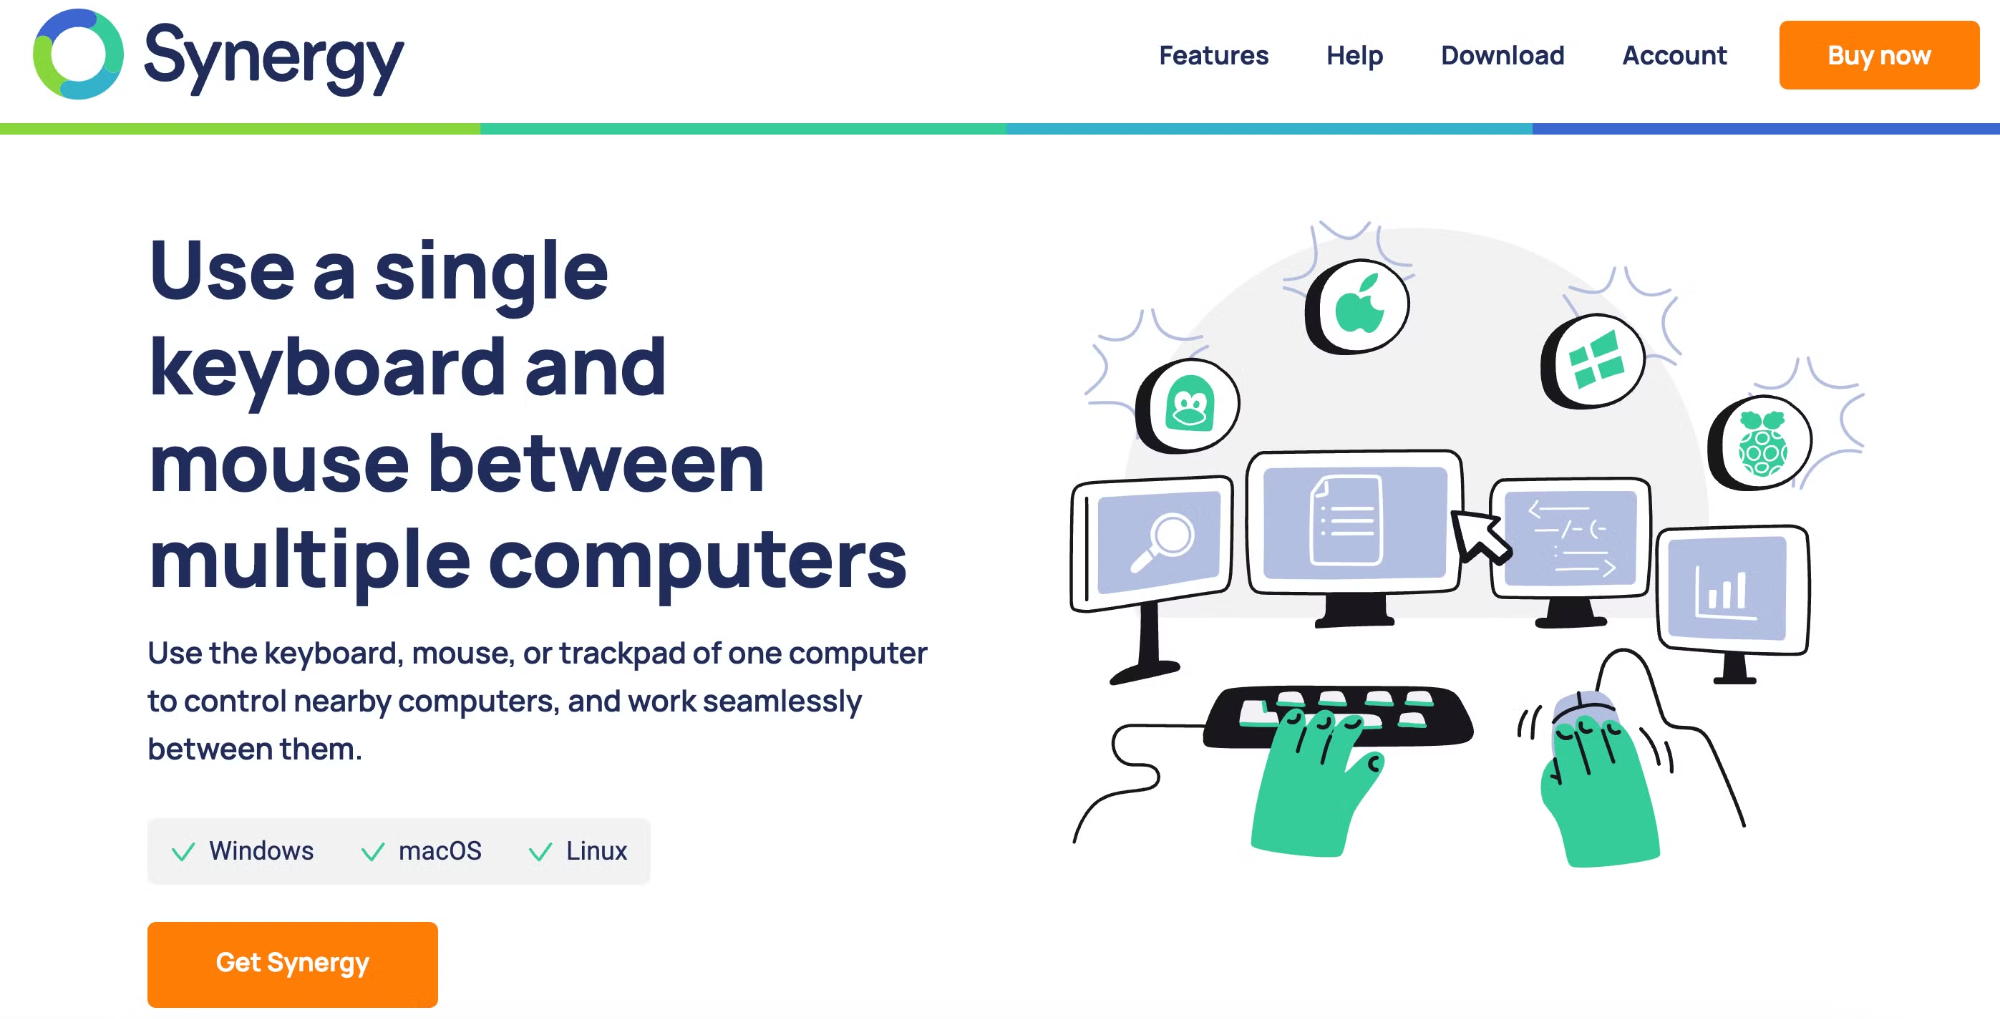 Synergy
Features Help Download Account Buy now
Use a single
keyboard and
mouse between
multiple computers
Use the keyboard, mouse, or trackpad of one computer
to control nearby computers, and work seamlessly
between them.
Windows macOS Linux
Get Synergy